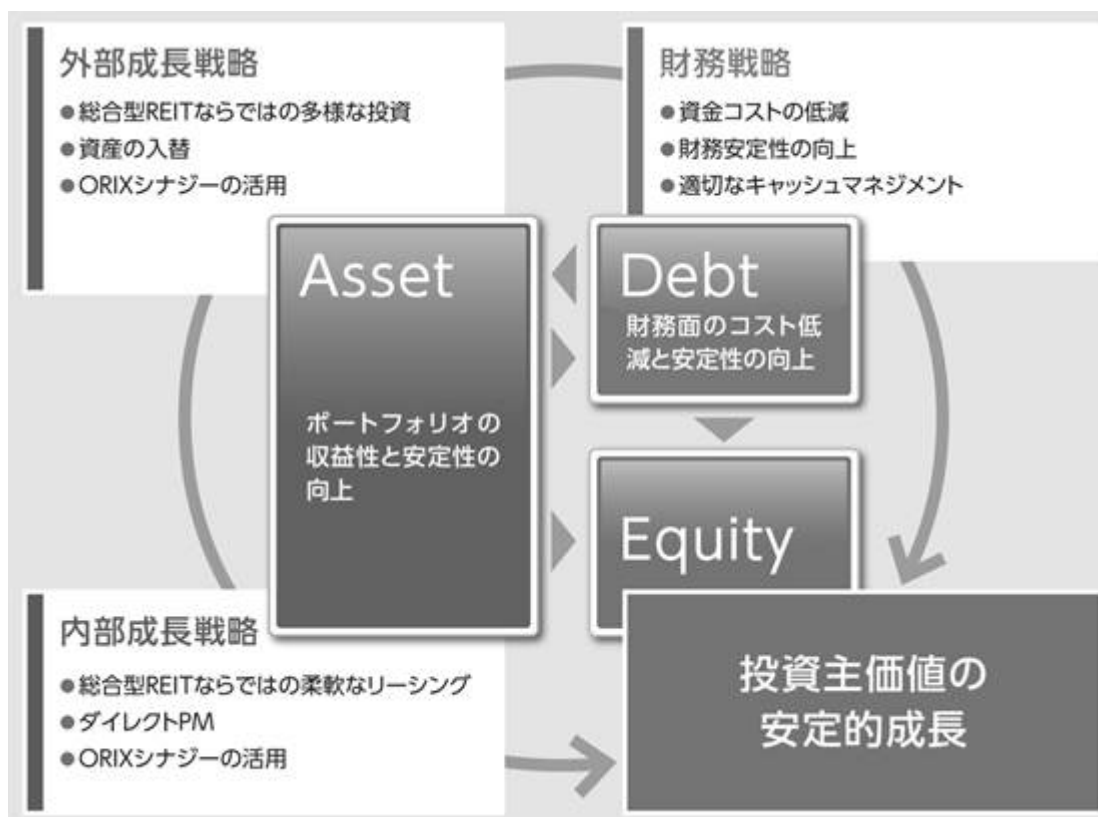 外部成長戦略
●総合型REITならではの多様な投資
●資産の入替
●ORIXシナジーの活用
財務戦略
●資金コストの低減
●財務安定性の向上
●適切なキャッシュマネジメント
Asset
ポートフォリオの
収益性と安定性の
向上
Debt
財務面のコスト低
減と安定性の向上
Equity
内部成長戦略
●総合型REITならではの柔軟なリーシング
●ダイレクトPM
●ORIXシナジーの活用
投資主価値の
安定的成長